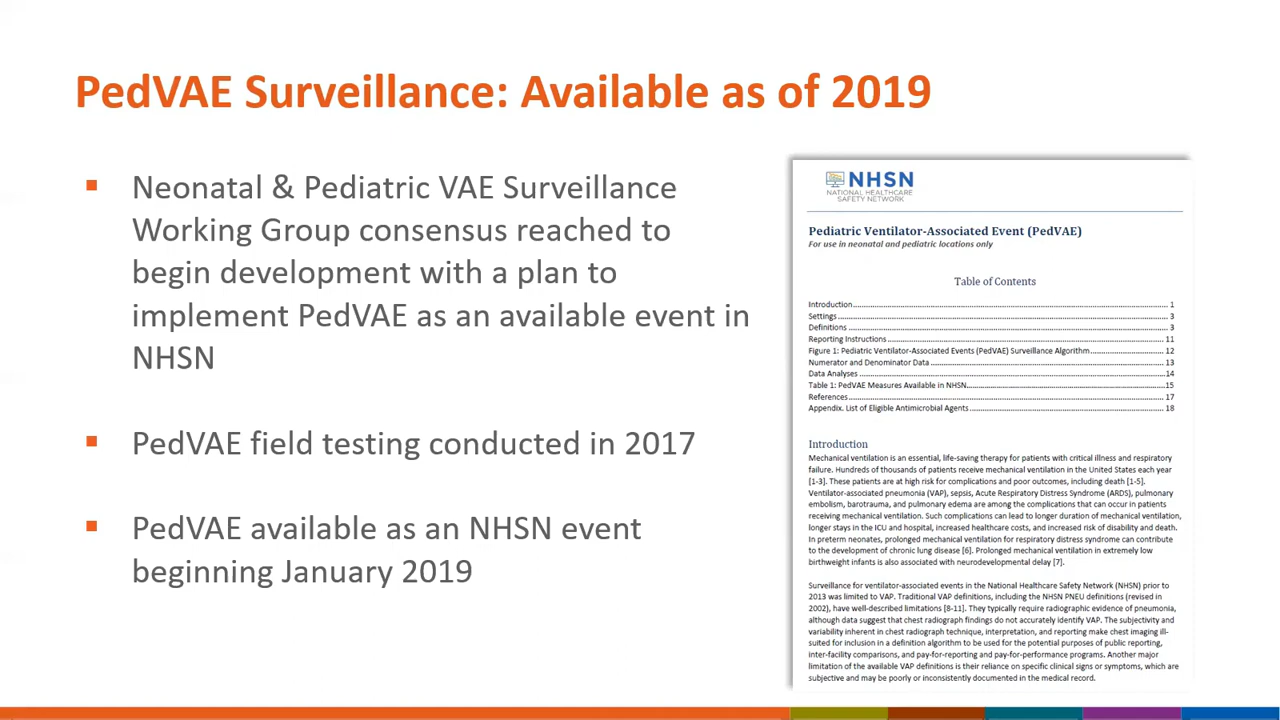 PedVAE Surveillance: Available as of 2019
▪ Neonatal & Pediatric VAE Surveillance
Working Group consensus reached to
begin development with a plan to
implement PedVAE as an available event in
NHSN
▪ PedVAE field testing conducted in 2017
▪ PedVAE available as an NHSN event
beginning January 2019
NHSN
NATIONAL HEALTHCARE
SAFETY NETWORK
Pediatric Ventilator-Associated Event (PedVAE)
For use in neonatal and pediatric locations only
Table of Contents
Introduction 1
Settings 3
Definitions 3
Reporting Instructions 11
Figure 1: Pediatric Ventilator-Associated Events (PedVAE) Surveillance Algorithm 12
Numerator and Denominator Data 13
Data Analyses 14
Table 1: PedVAE Measures Available in NHSN 15
References 17
Appendix. List of Eligible Antimicrobial Agents 18
Introduction
Mechanical ventilation is an essential, life-saving therapy for patients with critical illness and respiratory
failure. Hundreds of thousands of patients receive mechanical ventilation in the United States each year
[1-3]. These patients are at high risk for complications and poor outcomes, including death [1-5].
Ventilator-associated pneumonia (VAP), sepsis, Acute Respiratory Distress Syndrome (ARDS), pulmonary
embolism, barotrauma, and pulmonary edema are among the complications that can occur in patients
receiving mechanical ventilation. Such complications can lead to longer duration of mechanical ventilation,
longer stays in the ICU and hospital, increased healthcare costs, and increased risk of disability and death.
In preterm neonates, prolonged mechanical ventilation for respiratory distress syndrome can contribute
to the development of chronic lung disease [6]. Prolonged mechanical ventilation in extremely low
birthweight infants is also associated with neurodevelopmental delay [7].
Surveillance for ventilator-associated events in the National Healthcare Safety Network (NHSN) prior to
2013 was limited to VAP. Traditional VAP definitions, including the NHSN PNEU definitions (revised in
2002), have well-described limitations [8-11]. They typically require radiographic evidence of pneumonia,
although data suggest that chest radiograph findings do not accurately identify VAP. The subjectivity and
variability inherent in chest radiograph technique, interpretation, and reporting make chest imaging ill-
suited for inclusion in a definition algorithm to be used for the potential purposes of public reporting,
inter-facility comparisons, and pay-for-reporting and pay-for-performance programs. Another major
limitation of the available VAP definitions is their reliance on specific clinical signs or symptoms, which are
subjective and may be poorly or inconsistently documented in the medical record.